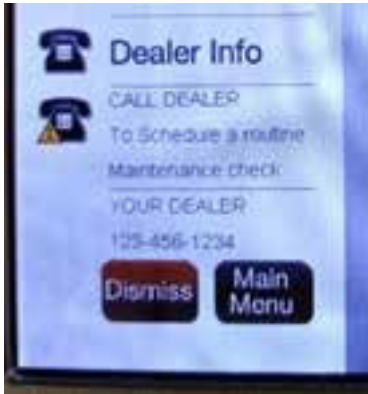 Dealer Info
CALL DEALER
To Schedule a routine
Maintenance check
YOUR DEALER
123-456-1234
Dismiss
Main
Menu